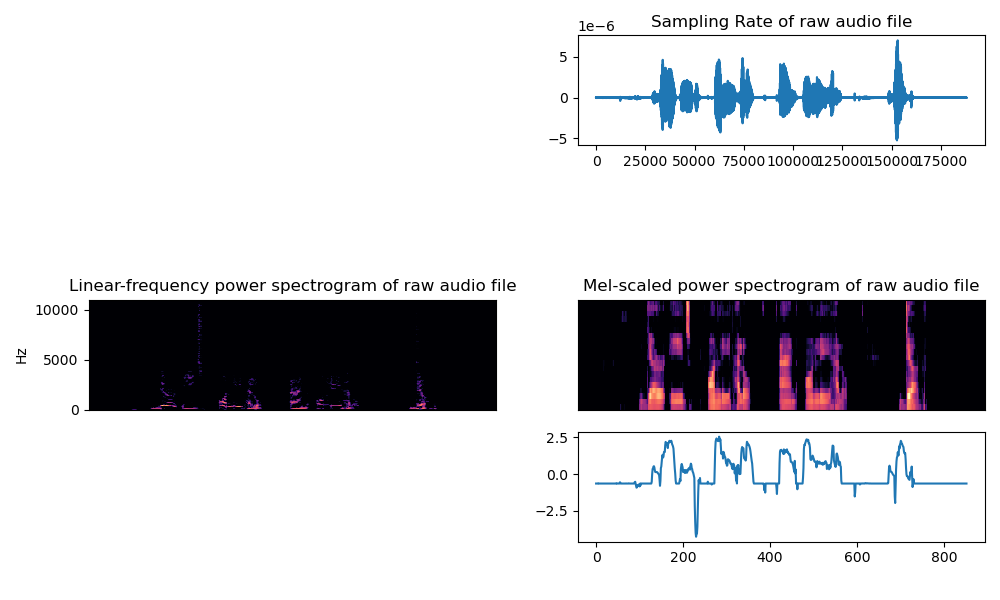 Sampling Rate of raw audio file
1e−6
5
0
−5
0 25000 50000 75000 100000 125000 150000 175000
Linear-frequency power spectrogram of raw audio file
10000
5000
0
Hz
Mel-scaled power spectrogram of raw audio file
2.5
0.0
−2.5
0 200 400 600 800